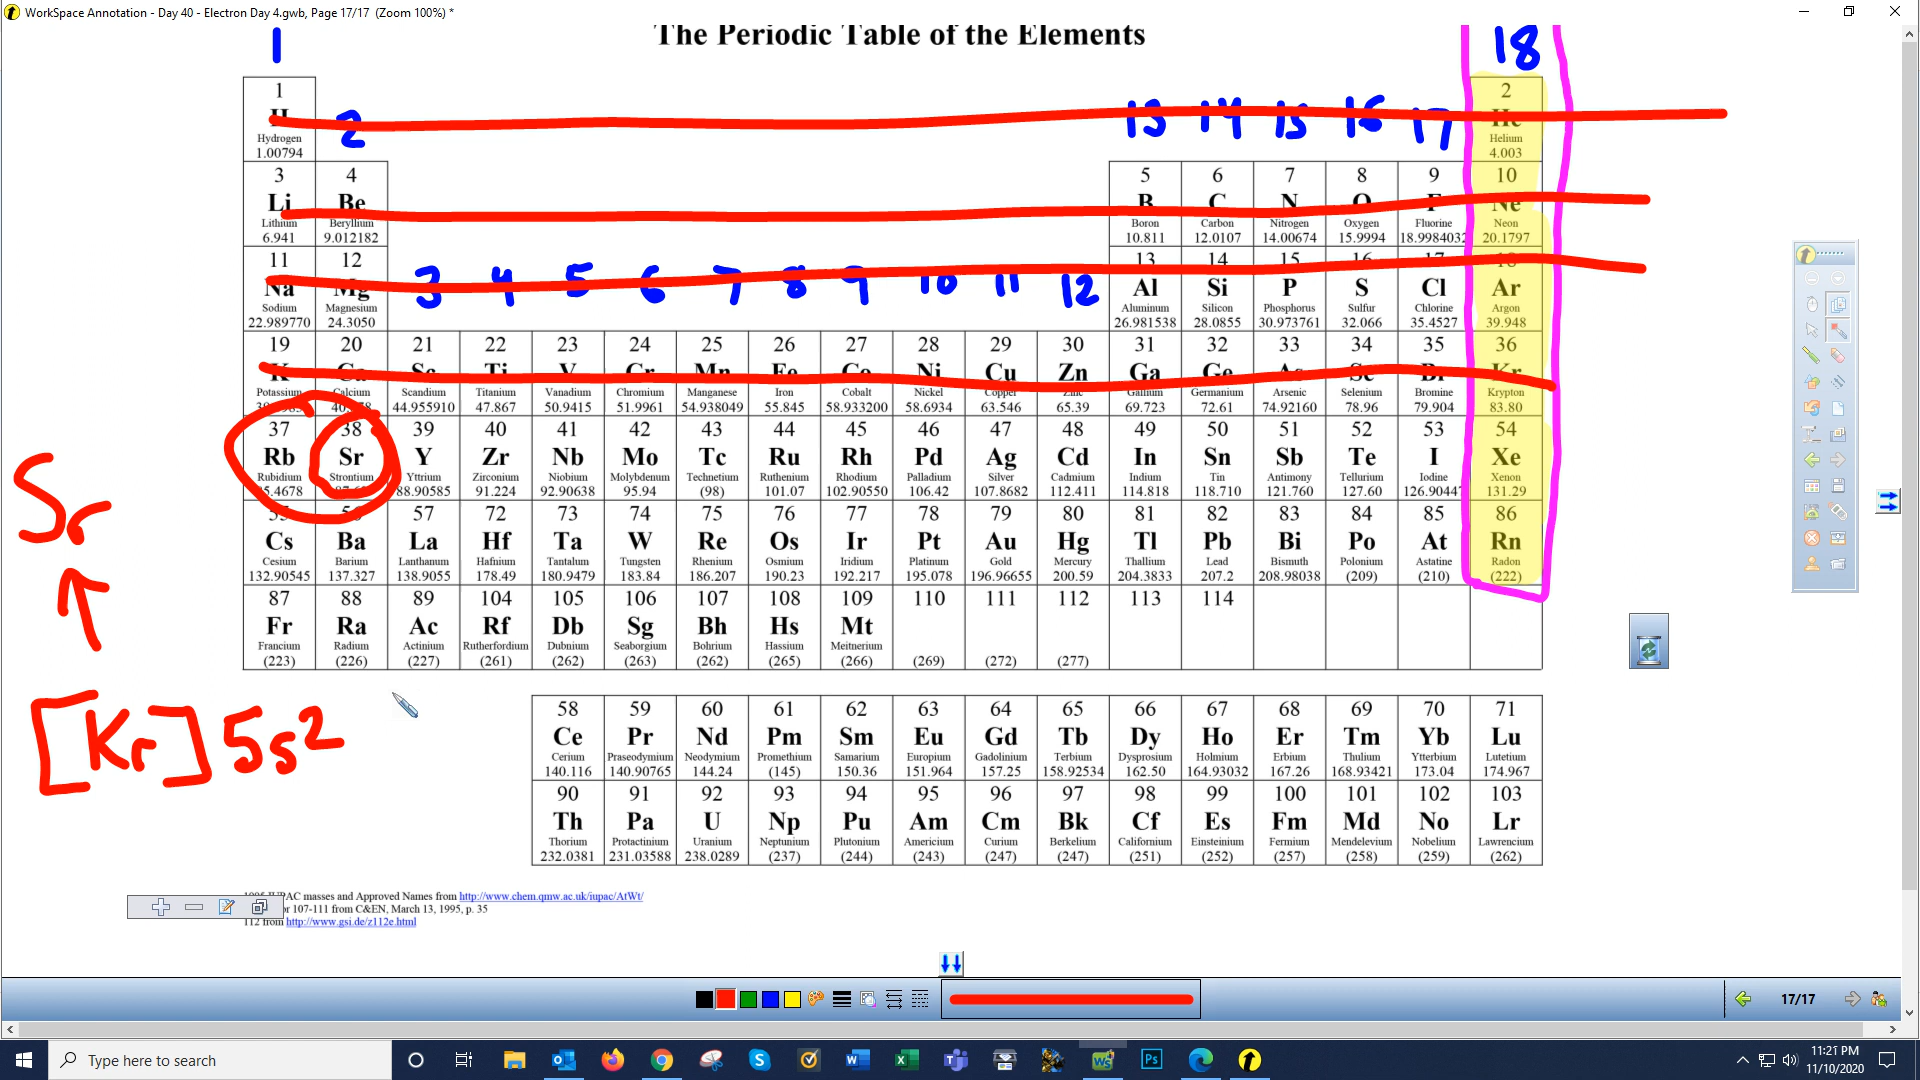 WorkSpace Annotation - Day 40 - Electron Day 4.gwb, Page 17/17 (Zoom 100%) *
The Periodic Table of the Elements
1 18
1 2
2 13 14 15 16 17
Hydrogen Helium
1.00794 4.003
3 4 5 6 7 8 9 10
Li Be B C N O F Ne
Lithium Beryllium Boron Carbon Nitrogen Oxygen Fluorine Neon
6.941 9.012182 10.811 12.0107 14.00674 15.9994 18.9984032 20.1797
11 12 13 14 15 16 17 18
Na Mg 3 4 5 6 7 8 9 10 11 12 Al Si P S Cl Ar
Sodium Magnesium Aluminum Silicon Phosphorus Sulfur Chlorine Argon
22.989770 24.3050 26.981538 28.0855 30.973761 32.066 35.4527 39.948
19 20 21 22 23 24 25 26 27 28 29 30 31 32 33 34 35 36
K Ca Sc Ti V Cr Mn Fe Co Ni Cu Zn Ga Ge As Se Br Kr
Potassium Calcium Scandium Titanium Vanadium Chromium Manganese Iron Cobalt Nickel Copper Zinc Gallium Germanium Arsenic Selenium Bromine Krypton
44.955910 47.867 50.9415 51.9961 54.938049 55.845 58.933200 58.6934 63.546 65.39 69.723 72.61 74.92160 78.96 79.904 83.80
37 38 39 40 41 42 43 44 45 46 47 48 49 50 51 52 53 54
Rb Sr Y Zr Nb Mo Tc Ru Rh Pd Ag Cd In Sn Sb Te I Xe
Rubidium Strontium Yttrium Zirconium Niobium Molybdenum Technetium Ruthenium Rhodium Palladium Silver Cadmium Indium Tin Antimony Tellurium Iodine Xenon
88.90585 91.224 92.90638 95.94 (98) 101.07 102.90550 106.42 107.8682 112.411 114.818 118.710 121.760 127.60 126.90447 131.29
Sr
55 56 57 72 73 74 75 76 77 78 79 80 81 82 83 84 85 86
Cs Ba La Hf Ta W Re Os Ir Pt Au Hg Tl Pb Bi Po At Rn
Cesium Barium Lanthanum Hafnium Tantalum Tungsten Rhenium Osmium Iridium Platinum Gold Mercury Thallium Lead Bismuth Polonium Astatine Radon
132.90545 137.327 138.9055 178.49 180.9479 183.84 186.207 190.23 192.217 195.078 196.96655 200.59 204.3833 207.2 208.98038 (209) (210) (222)
87 88 89 104 105 106 107 108 109 110 111 112 113 114
Fr Ra Ac Rf Db Sg Bh Hs Mt
Francium Radium Actinium Rutherfordium Dubnium Seaborgium Bohrium Hassium Meitnerium
(223) (226) (227) (261) (262) (263) (262) (265) (266) (269) (272) (277)
[Kr] 5s2
58 59 60 61 62 63 64 65 66 67 68 69 70 71
Ce Pr Nd Pm Sm Eu Gd Tb Dy Ho Er Tm Yb Lu
Cerium Praseodymium Neodymium Promethium Samarium Europium Gadolinium Terbium Dysprosium Holmium Erbium Thulium Ytterbium Lutetium
140.116 140.90765 144.24 (145) 150.36 151.964 157.25 158.92534 162.50 164.93032 167.26 168.93421 173.04 174.967
90 91 92 93 94 95 96 97 98 99 100 101 102 103
Th Pa U Np Pu Am Cm Bk Cf Es Fm Md No Lr
Thorium Protactinium Uranium Neptunium Plutonium Americium Curium Berkelium Californium Einsteinium Fermium Mendelevium Nobelium Lawrencium
232.0381 231.03588 238.0289 (237) (244) (243) (247) (247) (251) (252) (257) (258) (259) (262)
masses and Approved Names from http://www.chem.qmw.ac.uk/iupac/AtWt/
107-111 from C&EN, March 13, 1995, p. 35
112 from http://www.gsi.de/z112e.html
17/17
Type here to search
11:21 PM
11/10/2020